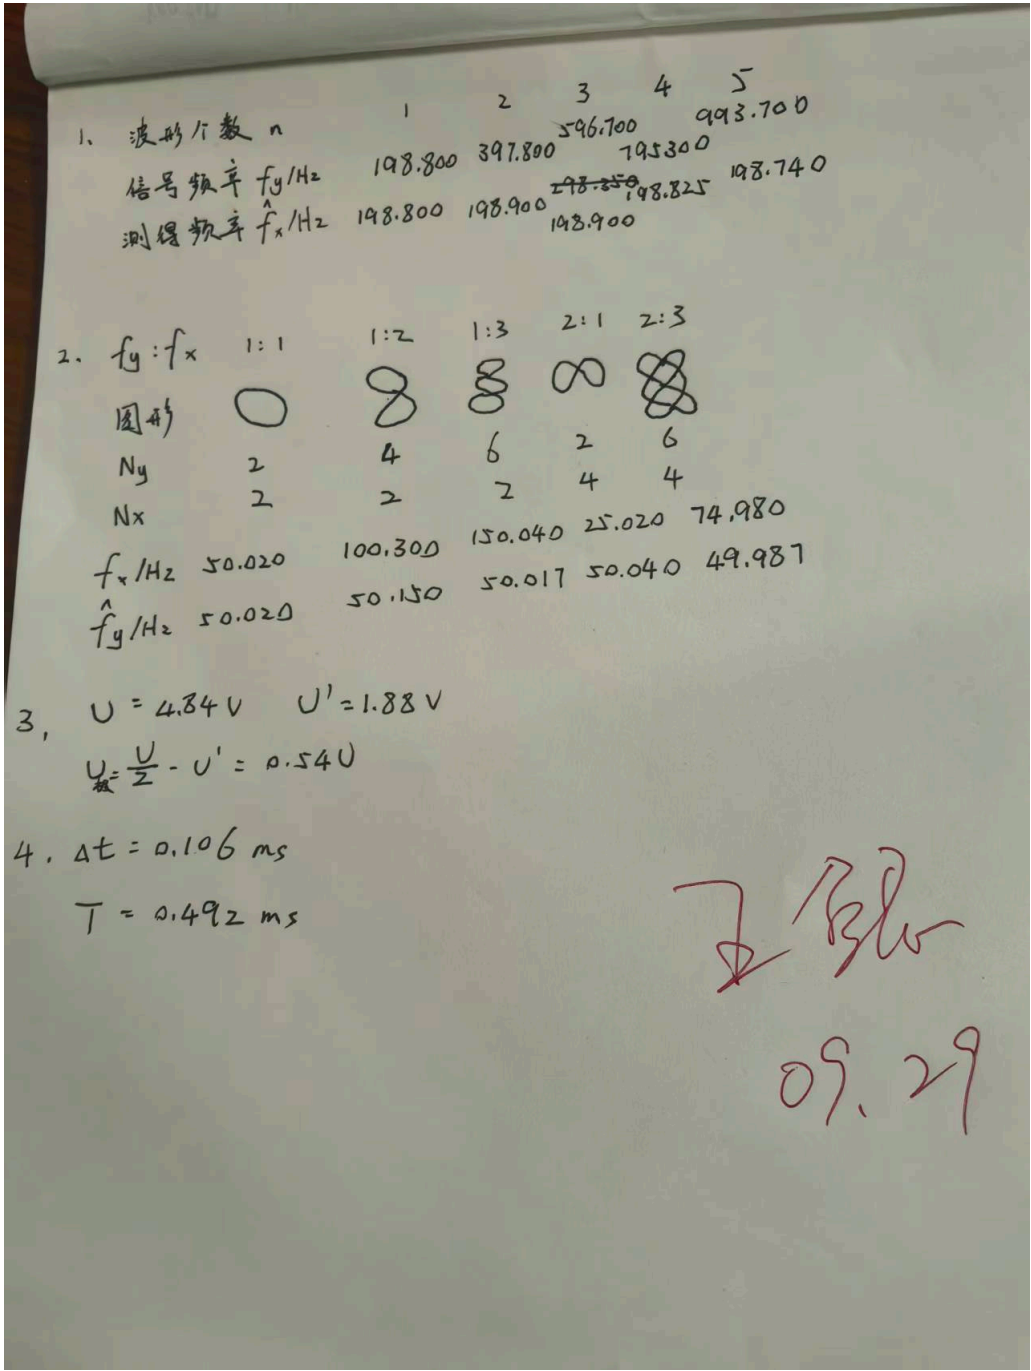 1 2 3 4 5
1、波形个数 n
信号频率 fy/Hz 198.800 397.800 596.700 795300 993.700
测得频率 f̂x/Hz 198.800 198.900 298.350 198.900 198.825 198.740
2. fy:fx 1:1 1:2 1:3 2:1 2:3
图形
Ny 2 4 6 2 6
Nx 2 2 2 4 4
fx/Hz 50.020 100.300 150.040 25.020 74.980
f̂y/Hz 50.020 50.150 50.017 50.040 49.987
3, U = 4.84V U' = 1.88V
U = U/2 - U' = 0.54U
4. Δt = 0.106 ms
T = 0.492 ms
09.29